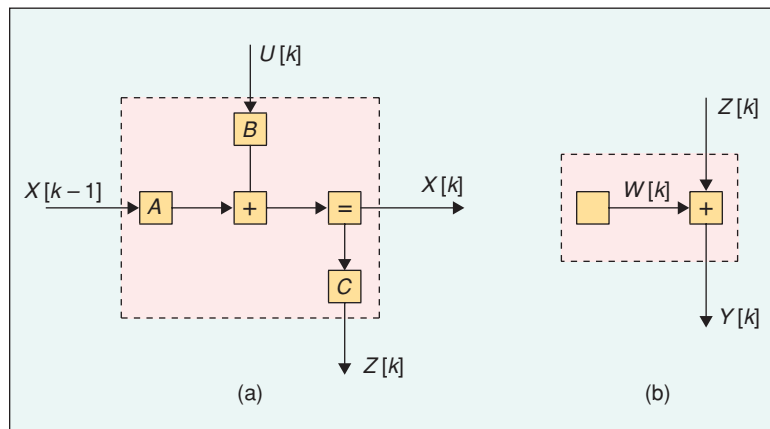 U[k]
B
X[k – 1]
A
+
=
X[k]
C
Z[k]
(a)
Z[k]
W[k]
+
Y[k]
(b)